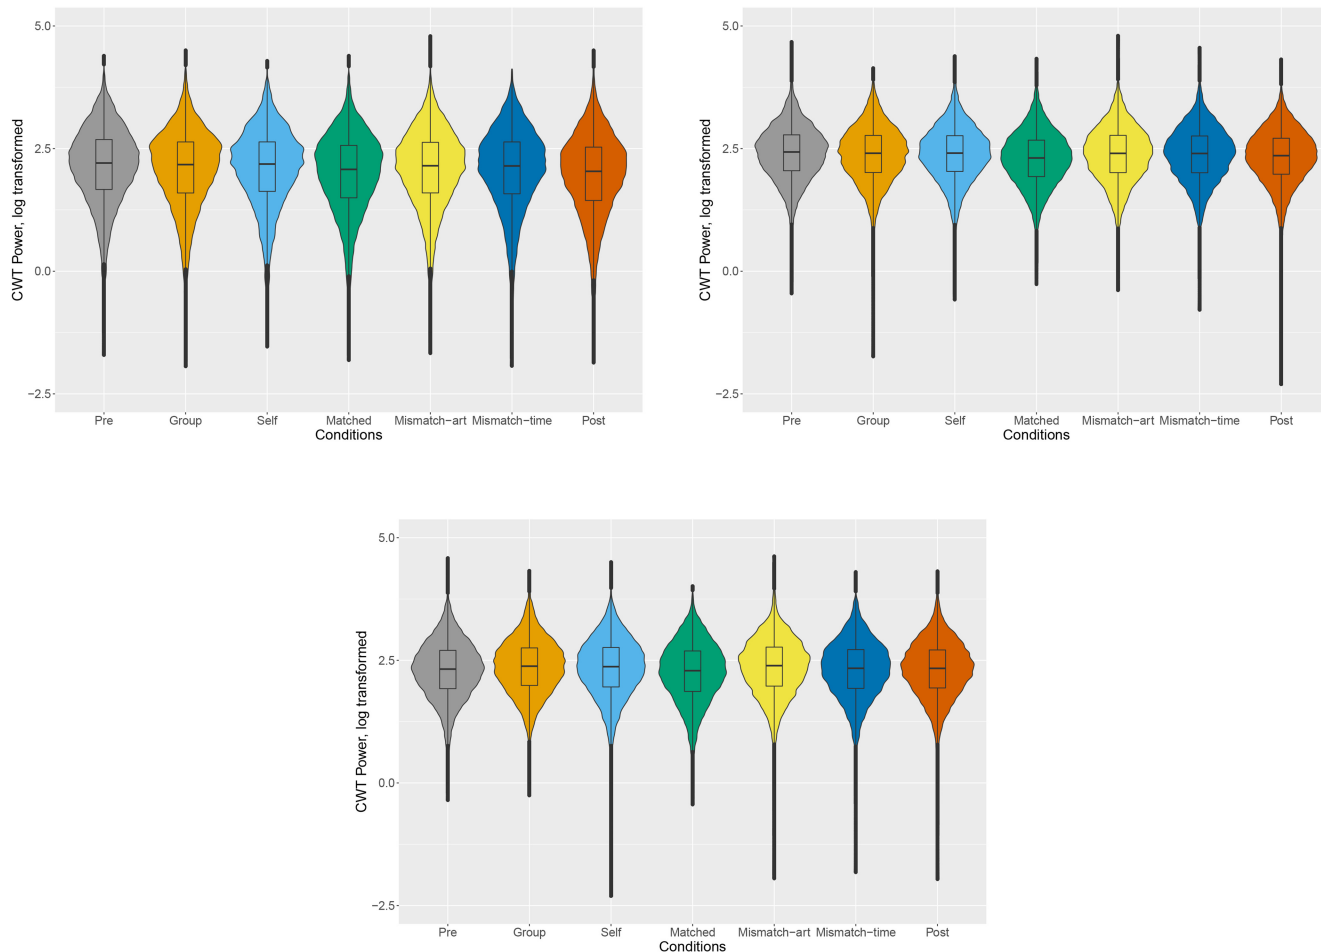 5.0
2.5
0.0
−2.5
CWT Power, log transformed
Pre Group Self Matched Mismatch−art Mismatch−time Post
Conditions
5.0
2.5
0.0
−2.5
CWT Power, log transformed
Pre Group Self Matched Mismatch−art Mismatch−time Post
Conditions
5.0
2.5
0.0
−2.5
CWT Power, log transformed
Pre Group Self Matched Mismatch−art Mismatch−time Post
Conditions